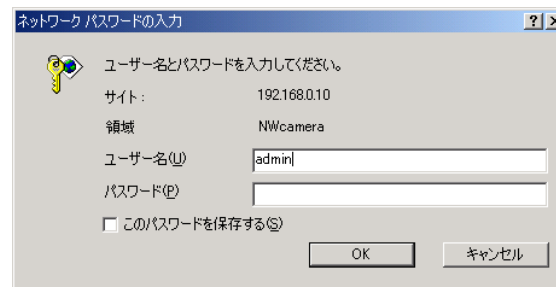 ネットワーク パスワードの入力
ユーザー名とパスワードを入力してください。
サイト: 192.168.0.10
領域 NWcamera
ユーザー名(U) admin
パスワード(P)
このパスワードを保存する(S)
OK キャンセル